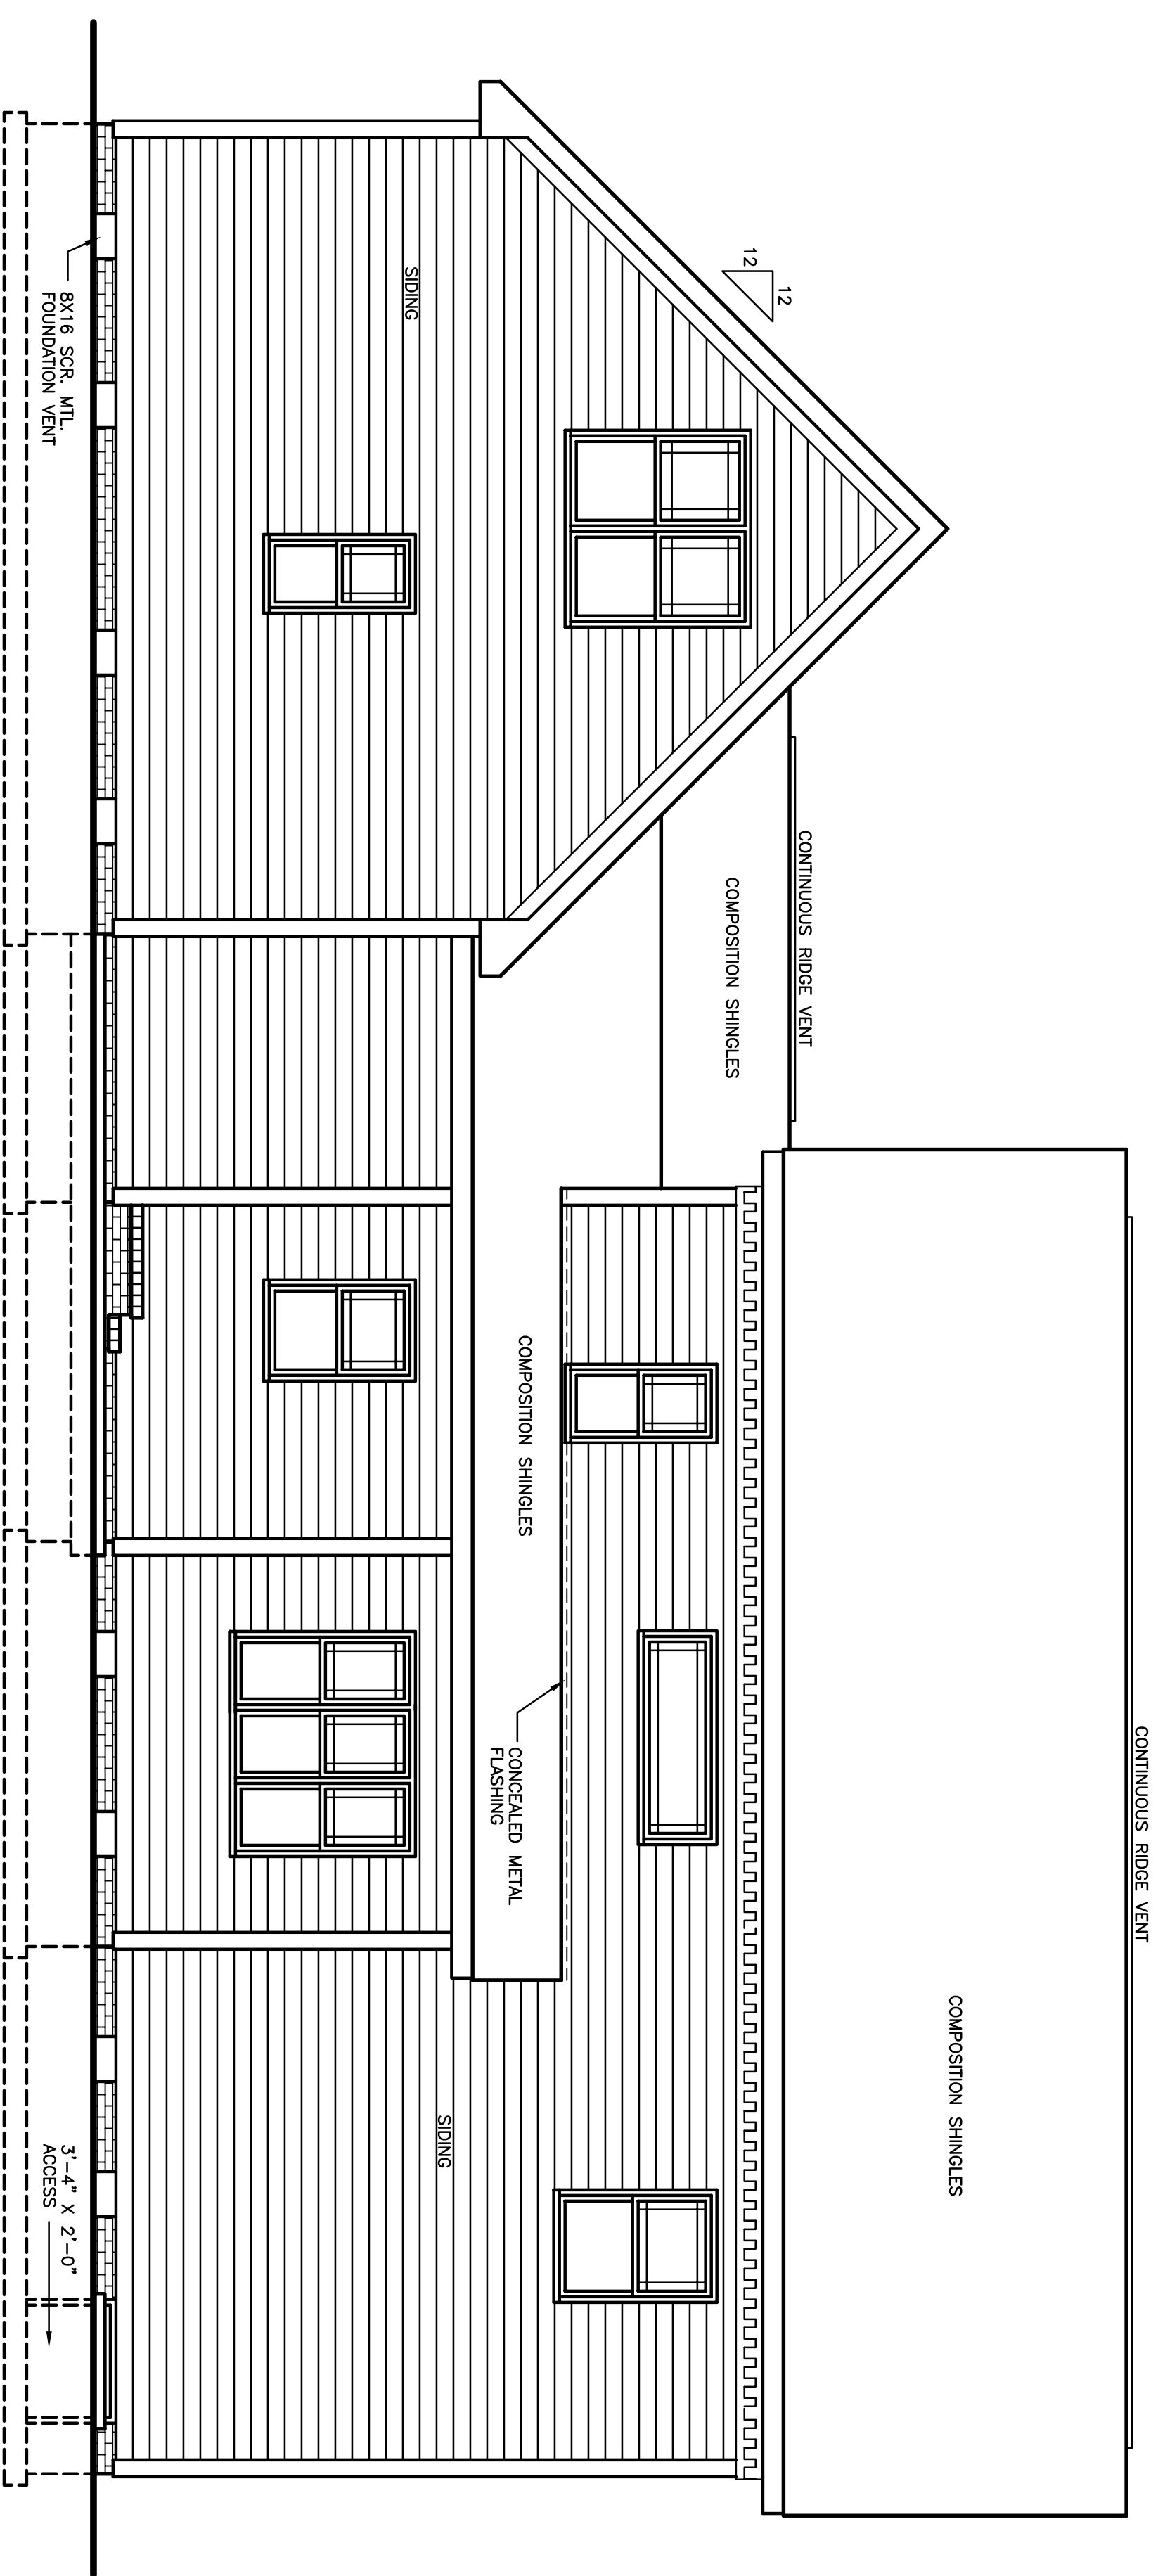 CONTINUOUS RIDGE VENT
COMPOSITION SHINGLES
CONTINUOUS RIDGE VENT
12
12
COMPOSITION SHINGLES
COMPOSITION SHINGLES
CONCEALED METAL
FLASHING
SIDING
SIDING
8X16 SCR. MTL.
FOUNDATION VENT
3'-4" X 2'-0"
ACCESS